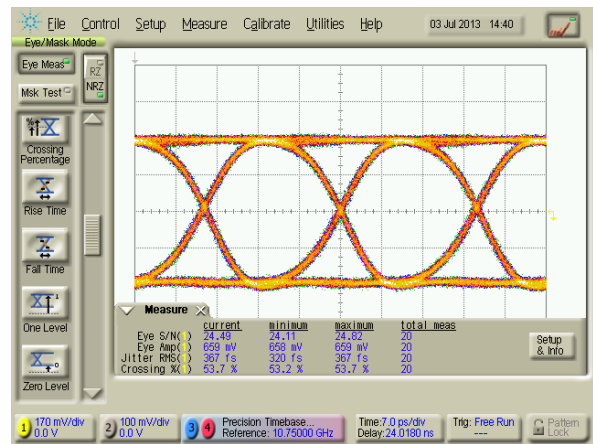 File Control Setup Measure Calibrate Utilities Help 03 Jul 2013 14:40
Eye/Mask Mode
Eye Meas
RZ
NRZ
Msk Test
%
Crossing
Percentage
Rise Time
Fall Time
1
One Level
0
Zero Level
Measure
current minimum maximum total meas
Eye S/N(1) 24.49 24.11 24.82 20
Eye Amp(1) 659 mV 658 mV 659 mV 20
Jitter RMS(1) 367 fs 320 fs 367 fs 20
Crossing %(1) 53.7 % 53.2 % 53.7 % 20
Setup
& Info
1 170 mV/div
0.0 V
2 100 mV/div
0.0 V
3 4 Precision Timebase...
Reference: 10.75000 GHz
Time:7.0 ps/div
Delay:24.0180 ns
Trig: Free Run
---
Pattern
Lock